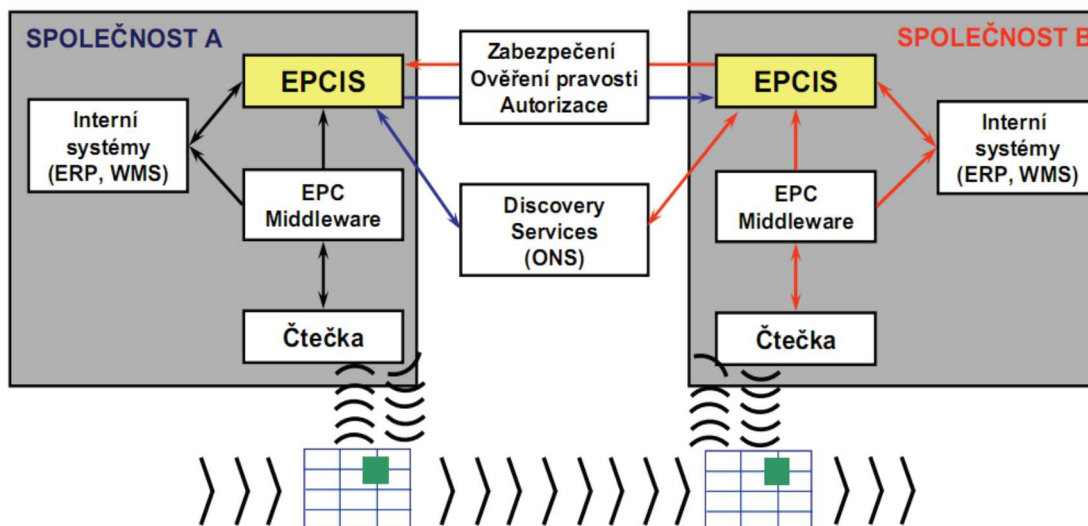 SPOLEČNOST A
EPCIS
Interní
systémy
(ERP, WMS)
EPC
Middleware
Čtečka
Zabezpečení
Ověření pravosti
Autorizace
Discovery
Services
(ONS)
SPOLEČNOST B
EPCIS
Interní
systémy
(ERP, WMS)
EPC
Middleware
Čtečka